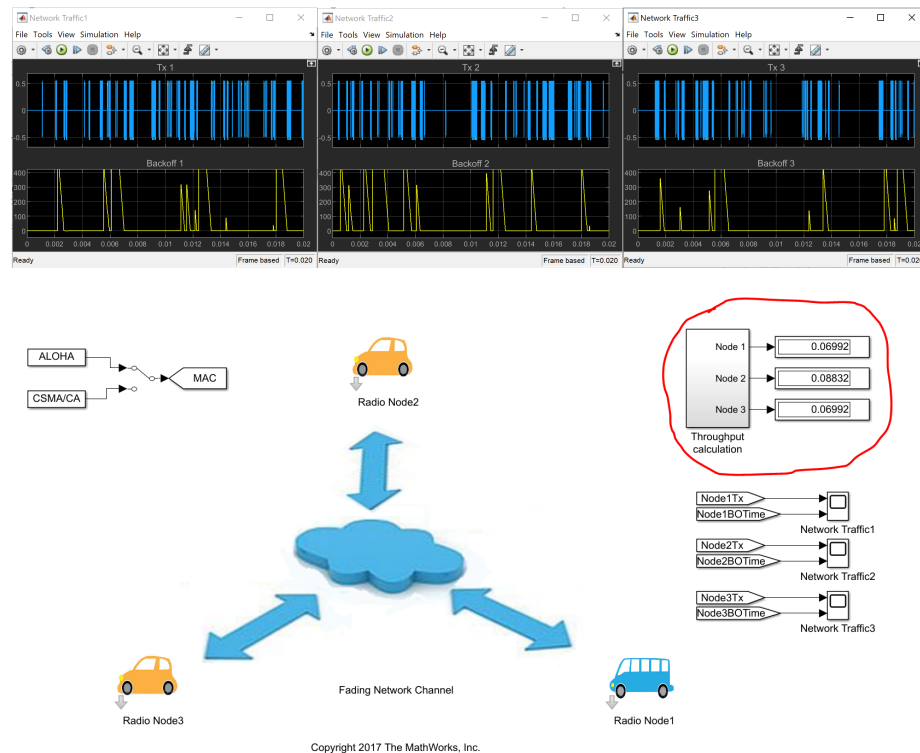 Network Traffic1
File Tools View Simulation Help
Tx 1
0.5
0
-0.5
Backoff 1
400
300
200
100
0
0 0.002 0.004 0.006 0.008 0.01 0.012 0.014 0.016 0.018 0.02
Ready Frame based T=0.020
Network Traffic2
File Tools View Simulation Help
Tx 2
0.5
0
-0.5
Backoff 2
400
300
200
100
0
0 0.002 0.004 0.006 0.008 0.01 0.012 0.014 0.016 0.018 0.02
Ready Frame based T=0.020
Network Traffic3
File Tools View Simulation Help
Tx 3
0.5
0
-0.5
Backoff 3
400
300
200
100
0
0 0.002 0.004 0.006 0.008 0.01 0.012 0.014 0.016 0.018 0.02
Ready Frame based T=0.020
ALOHA
CSMA/CA
MAC
Radio Node2
Node 1 0.06992
Node 2 0.08832
Node 3 0.06992
Throughput
calculation
Node1Tx
Node1BOTime
Network Traffic1
Node2Tx
Node2BOTime
Network Traffic2
Node3Tx
Node3BOTime
Network Traffic3
Fading Network Channel
Radio Node3
Radio Node1
Copyright 2017 The MathWorks, Inc.